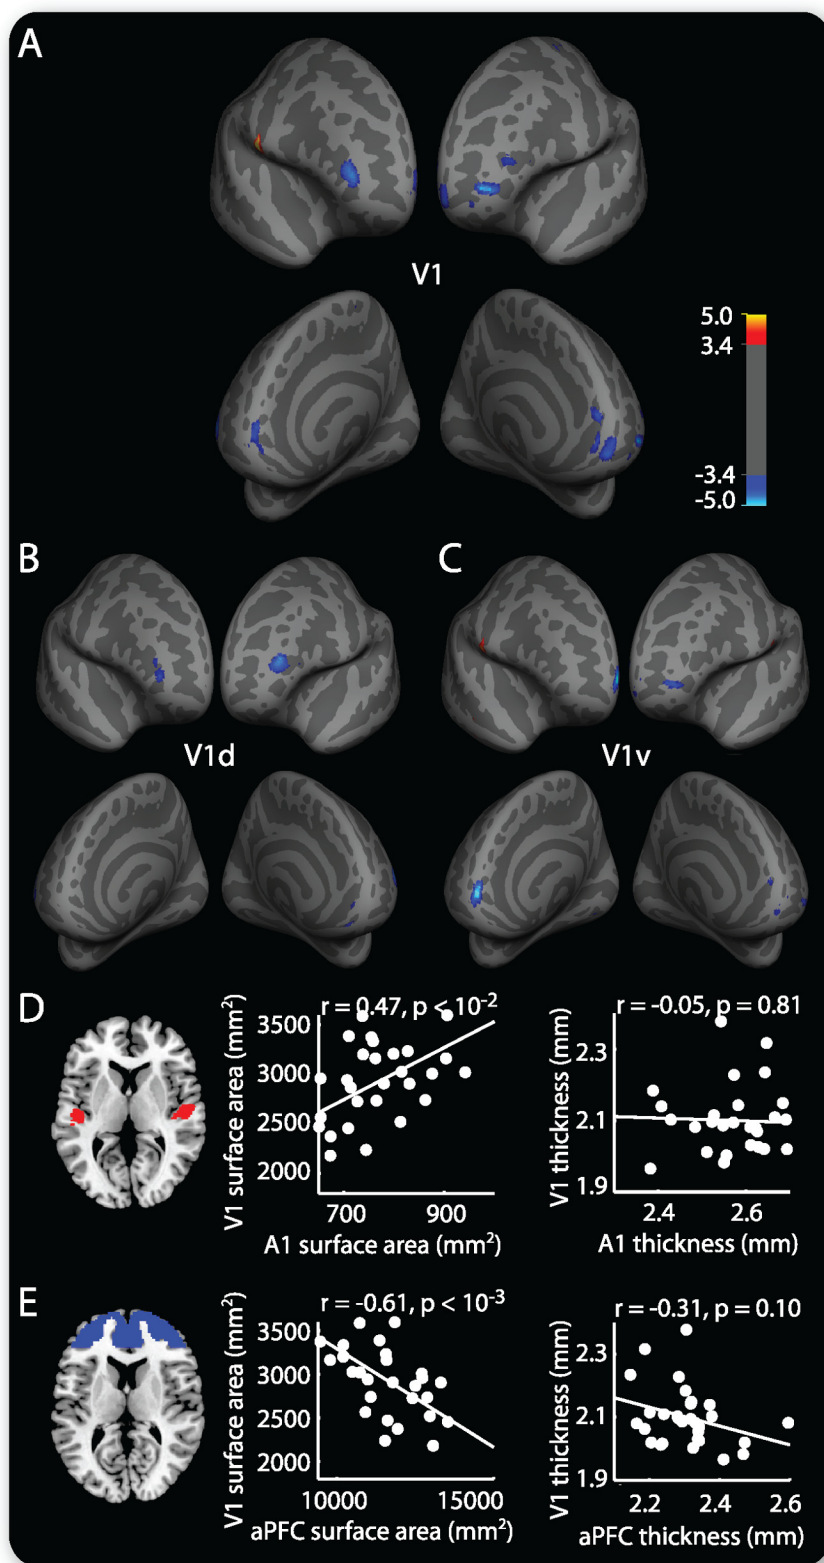 A
V1
5.0
3.4
-3.4
-5.0
B
C
V1d
V1v
D
r = 0.47, p < 10-2
V1 surface area (mm2)
3500
3000
2500
2000
700 900
A1 surface area (mm2)
r = -0.05, p = 0.81
V1 thickness (mm)
2.3
2.1
1.9
2.4 2.6
A1 thickness (mm)
E
r = -0.61, p < 10-3
V1 surface area (mm2)
3500
3000
2500
2000
10000 15000
aPFC surface area (mm2)
r = -0.31, p = 0.10
V1 thickness (mm)
2.3
2.1
1.9
2.2 2.4 2.6
aPFC thickness (mm)